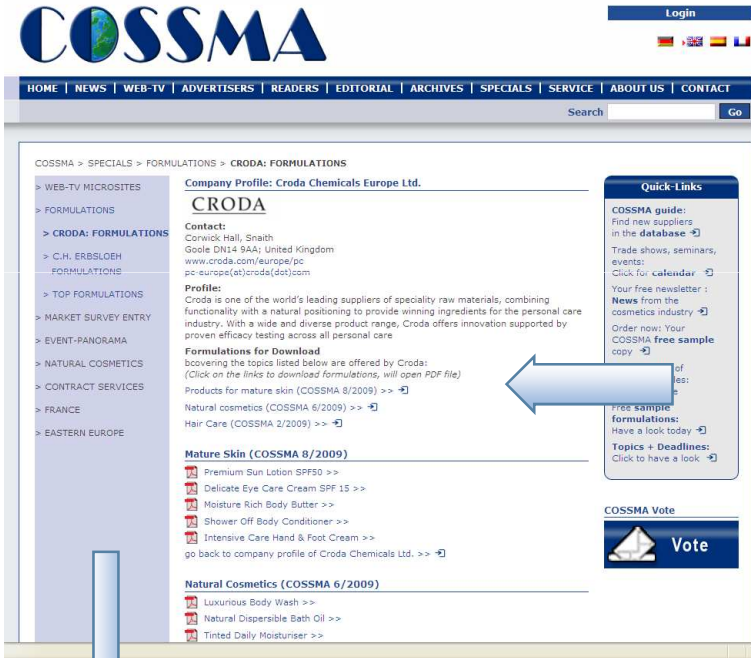 COSSMA
Login
HOME | NEWS | WEB-TV | ADVERTISERS | READERS | EDITORIAL | ARCHIVES | SPECIALS | SERVICE | ABOUT US | CONTACT
Search
Go
COSSMA > SPECIALS > FORMULATIONS > CRODA: FORMULATIONS
> WEB-TV MICROSITES
> FORMULATIONS
> CRODA: FORMULATIONS
> C.H. ERBSLOEH
FORMULATIONS
> TOP FORMULATIONS
> MARKET SURVEY ENTRY
> EVENT-PANORAMA
> NATURAL COSMETICS
> CONTRACT SERVICES
> FRANCE
> EASTERN EUROPE
Company Profile: Croda Chemicals Europe Ltd.
CRODA
Contact:
Corwick Hall, Snaith
Goole DN14 9AA; United Kingdom
www.croda.com/europe/pc
pc-europe(at)croda(dot)com
Profile:
Croda is one of the world's leading suppliers of speciality raw materials, combining
functionality with a natural positioning to provide winning ingredients for the personal care
industry. With a wide and diverse product range, Croda offers innovation supported by
proven efficacy testing across all personal care
Formulations for Download
bcovering the topics listed below are offered by Croda:
(Click on the links to download formulations, will open PDF file)
Products for mature skin (COSSMA 8/2009) >>
Natural cosmetics (COSSMA 6/2009) >>
Hair Care (COSSMA 2/2009) >>
Mature Skin (COSSMA 8/2009)
Premium Sun Lotion SPF50 >>
Delicate Eye Care Cream SPF 15 >>
Moisture Rich Body Butter >>
Shower Off Body Conditioner >>
Intensive Care Hand & Foot Cream >>
go back to company profile of Croda Chemicals Ltd. >>
Natural Cosmetics (COSSMA 6/2009)
Luxurious Body Wash >>
Natural Dispersible Bath Oil >>
Tinted Daily Moisturiser >>
Quick-Links
COSSMA guide:
Find new suppliers
in the database
Trade shows, seminars,
events:
Click for calendar
Your free newsletter :
News from the
cosmetics industry
Order now: Your
COSSMA free sample
copy
of
les:
Free sample
formulations:
Have a look today
Topics + Deadlines:
Click to have a look
COSSMA Vote
Vote